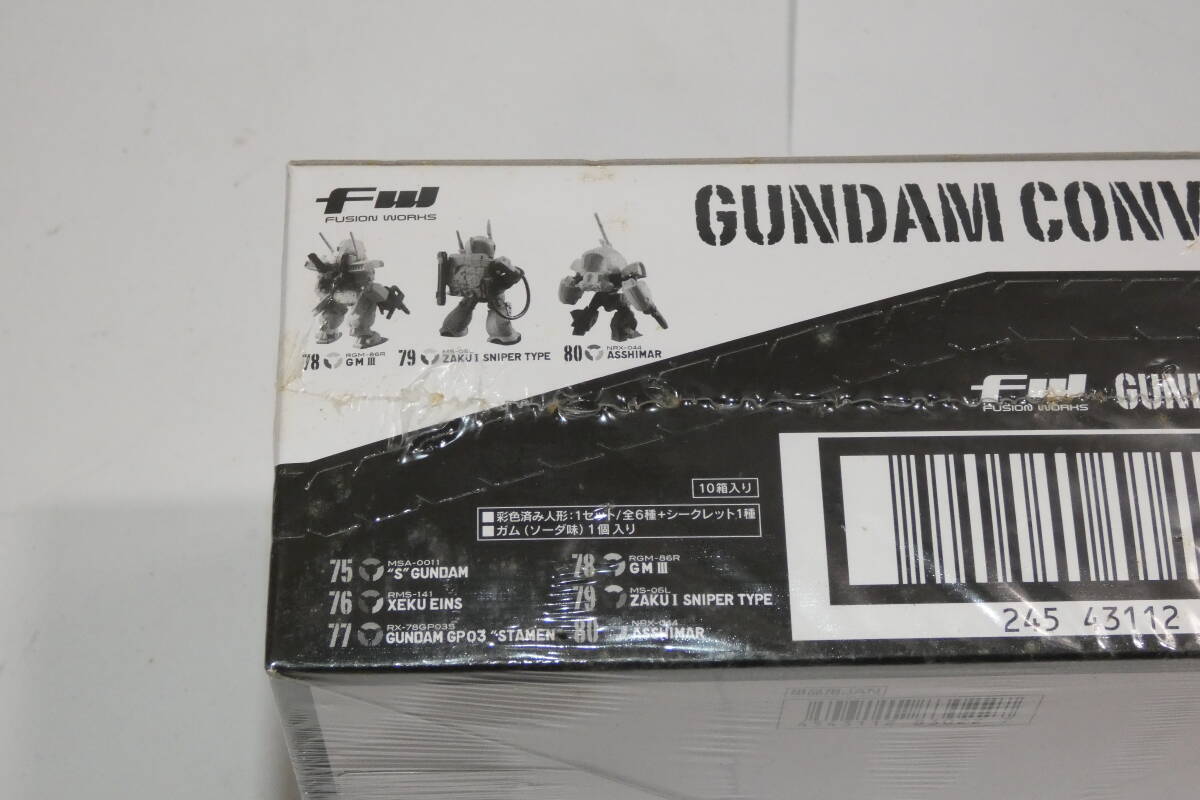 FW
FUSION WORKS
GUNDAM CONV
78 RGM-86R GM III
79 MS-06L ZAKU I SNIPER TYPE
80 NRX-044 ASSHIMAR
FW
FUSION WORKS
10箱入り
■彩色済み人形:1セット/全6種+シークレット1種
■ガム(ソーダ味)1個入り
75 MSA-0011 "S" GUNDAM
76 RMS-141 XEKU EINS
77 RX-78GP03S GUNDAM GP03 "STAMEN
78 RGM-86R GM III
79 MS-06L ZAKU I SNIPER TYPE
80 NRX-044 ASSHIMAR
245 43112